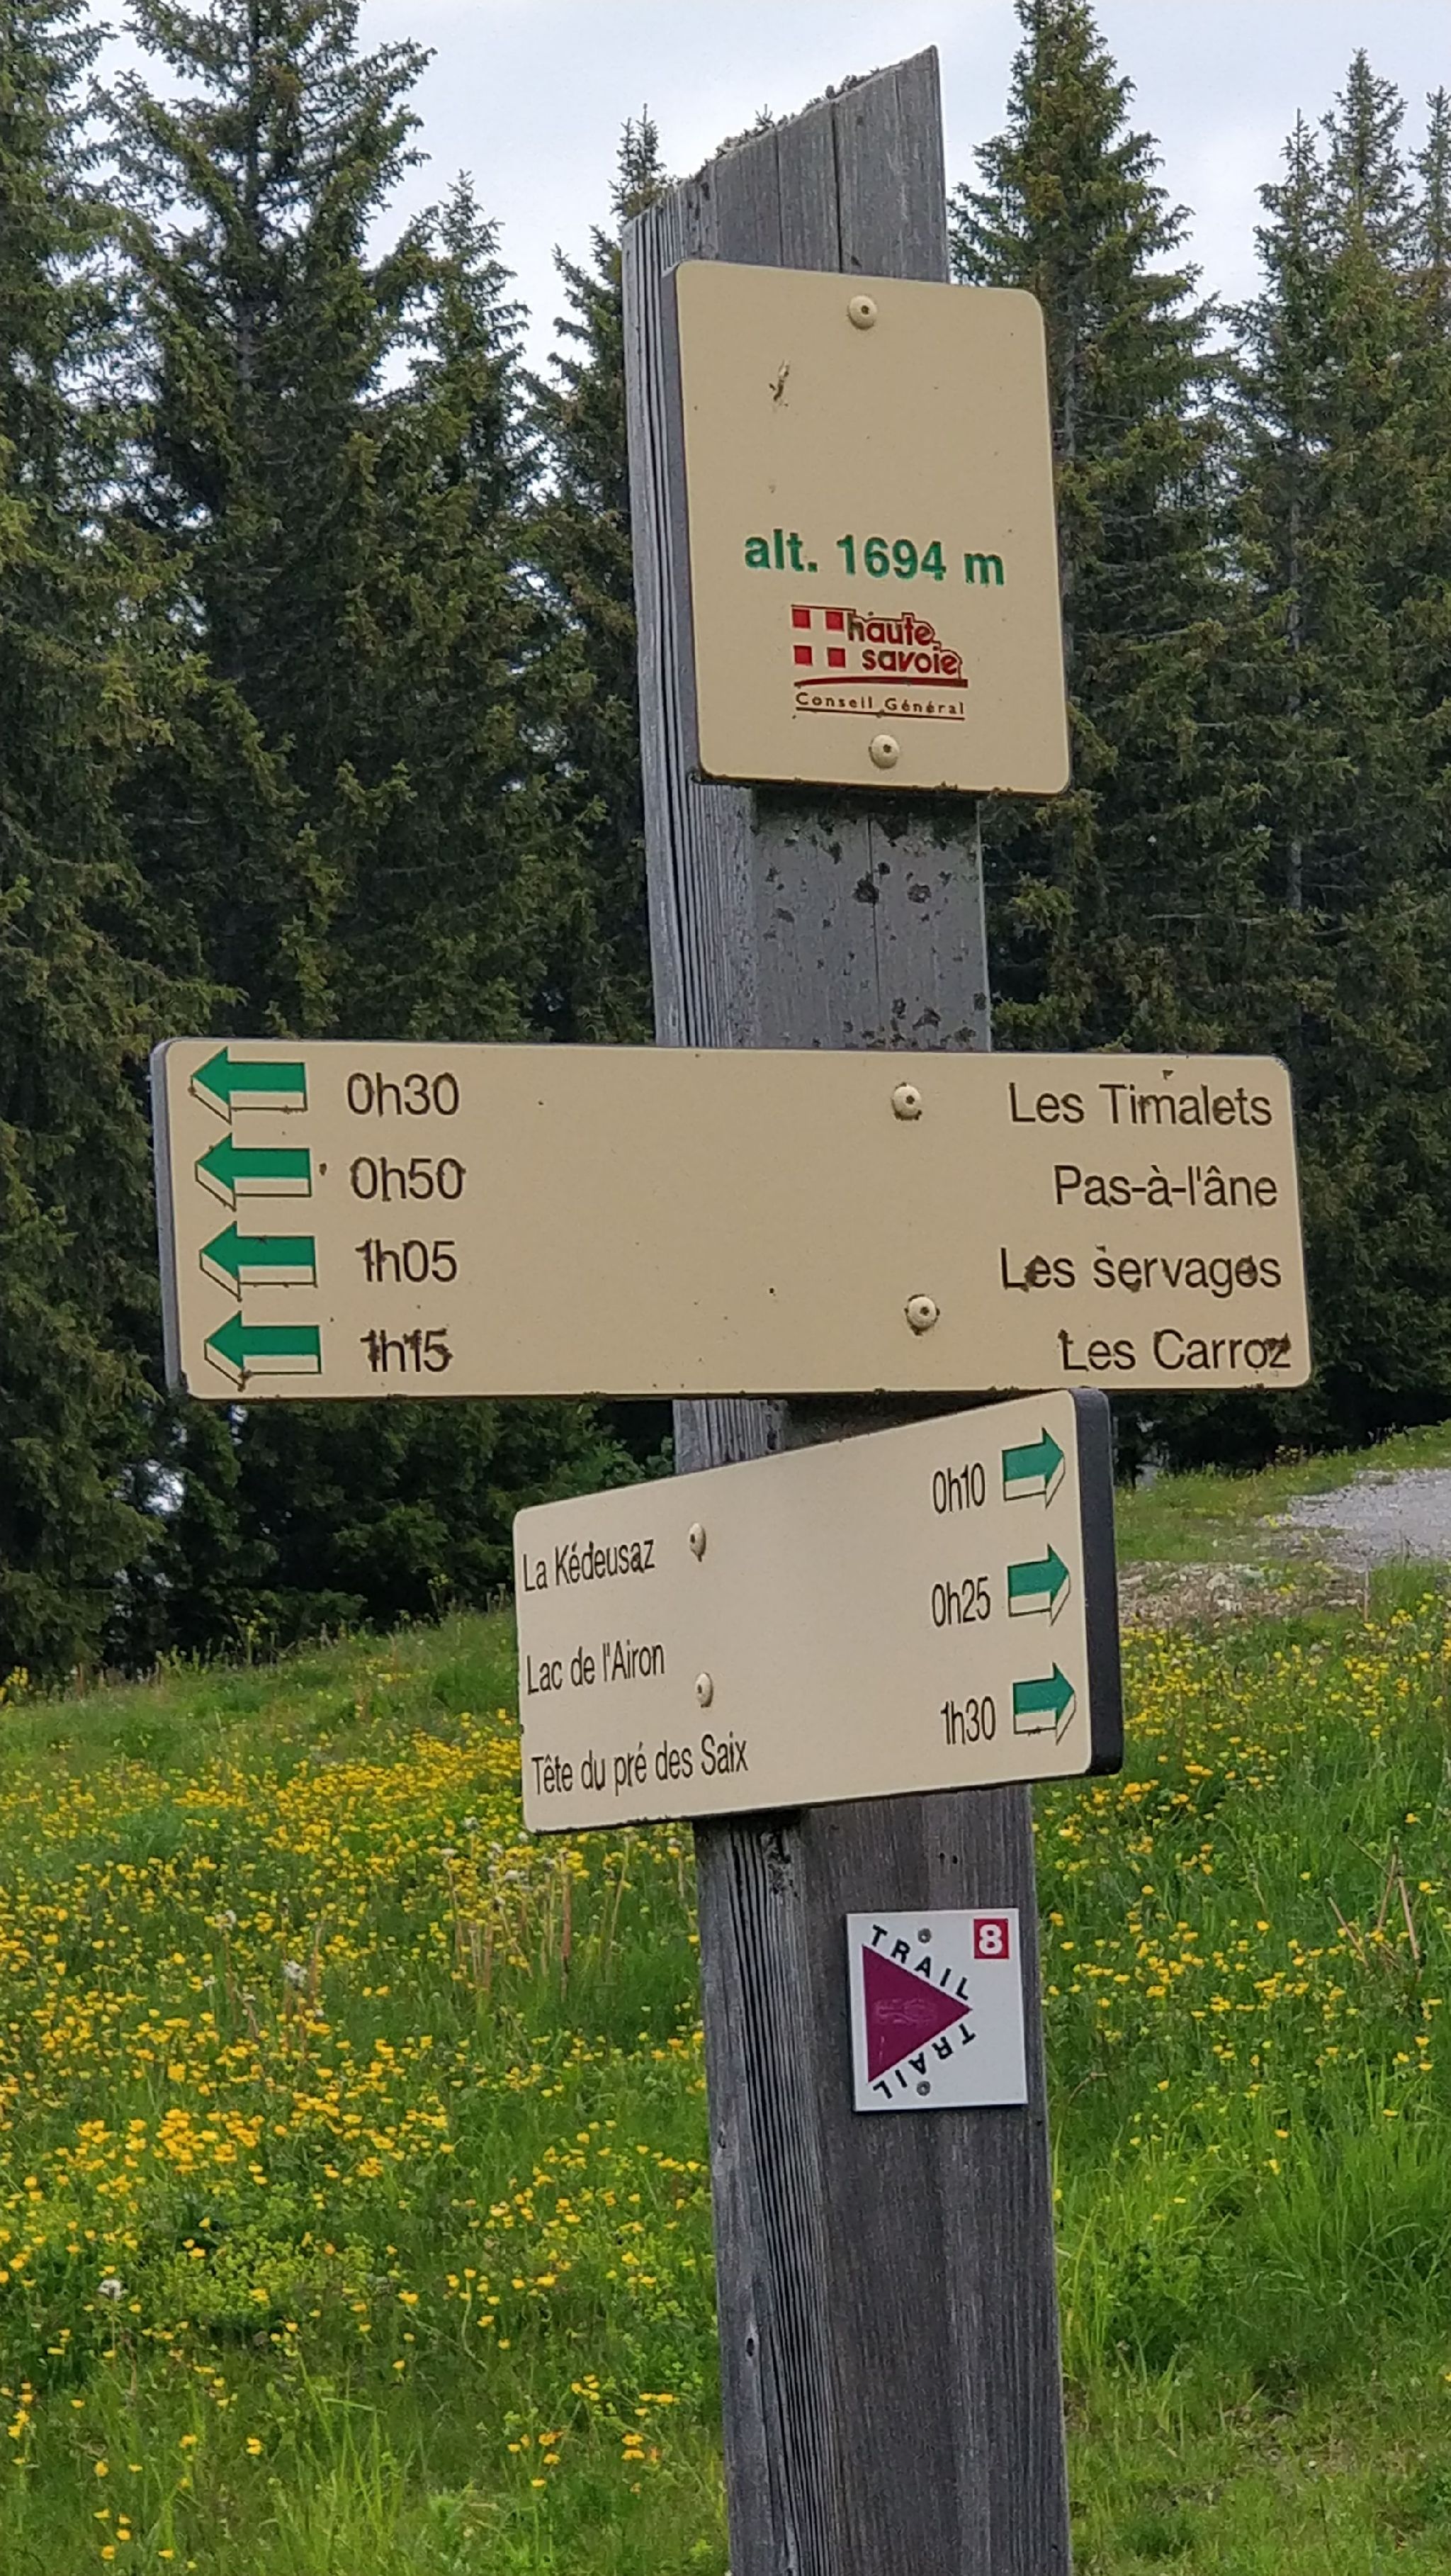 alt. 1694 m
haute
savoie
Conseil Général
0h30 Les Timalets
0h50 Pas-à-l'âne
1h05 Les servages
1h15 Les Carroz
La Kédeusaz 0h10
Lac de l'Airon 0h25
Tête du pré des Saix 1h30
8
TRAIL
TRAIL